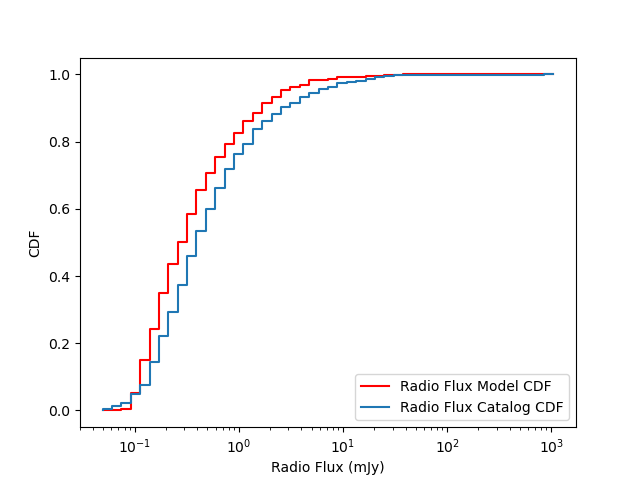 1.0
0.8
0.6
0.4
0.2
0.0
CDF
10⁻¹ 10⁰ 10¹ 10² 10³
Radio Flux (mJy)
Radio Flux Model CDF
Radio Flux Catalog CDF